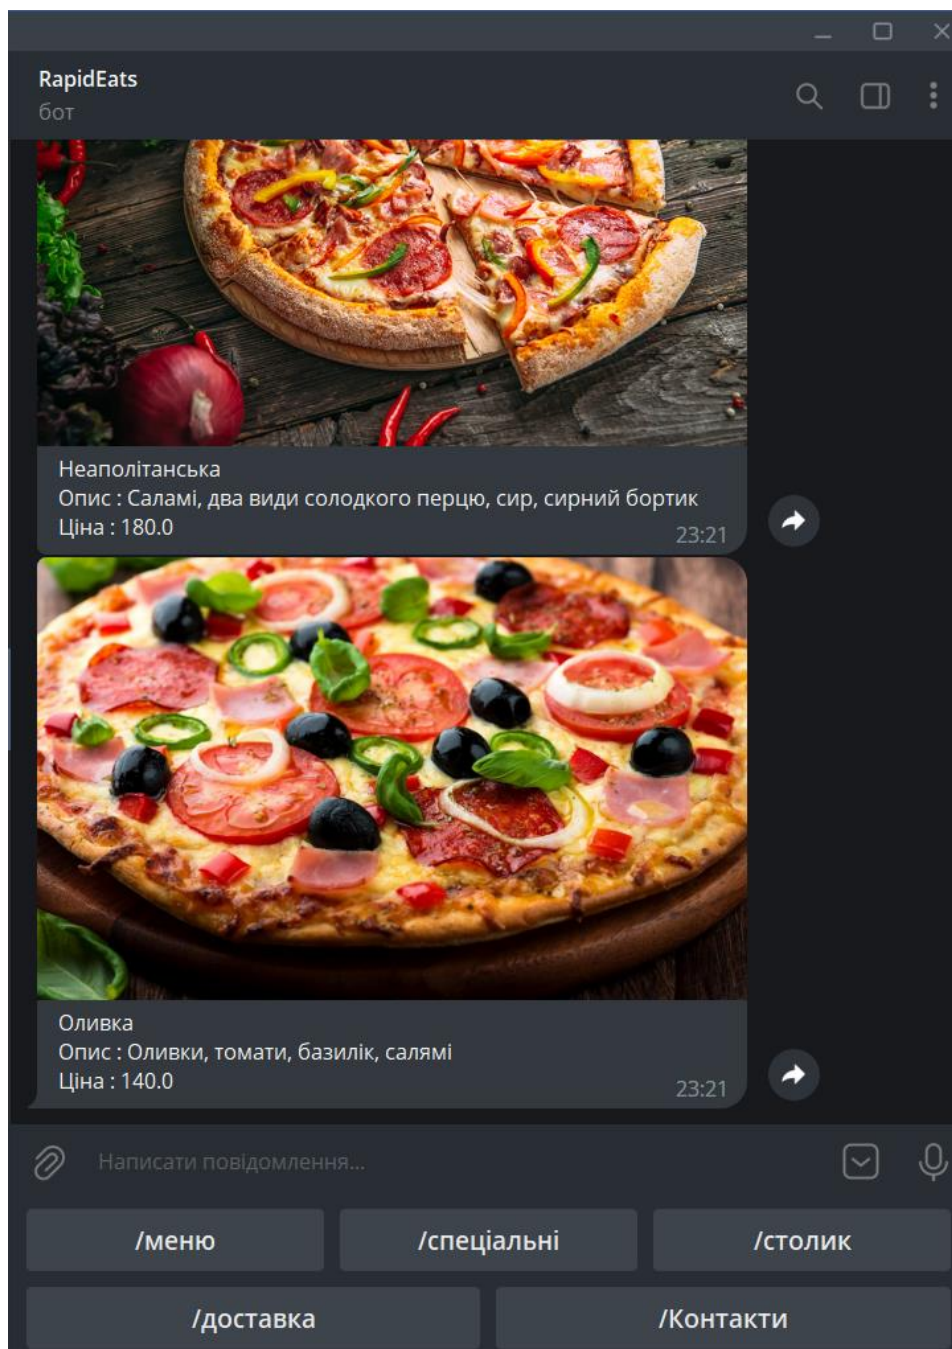 RapidEats
бот
Неаполітанська
Опис : Саламі, два види солодкого перцю, сир, сирний бортик
Ціна : 180.0
23:21
Оливка
Опис : Оливки, томати, базилік, салямі
Ціна : 140.0
23:21
Написати повідомлення...
/меню
/спеціальні
/столик
/доставка
/Контакти